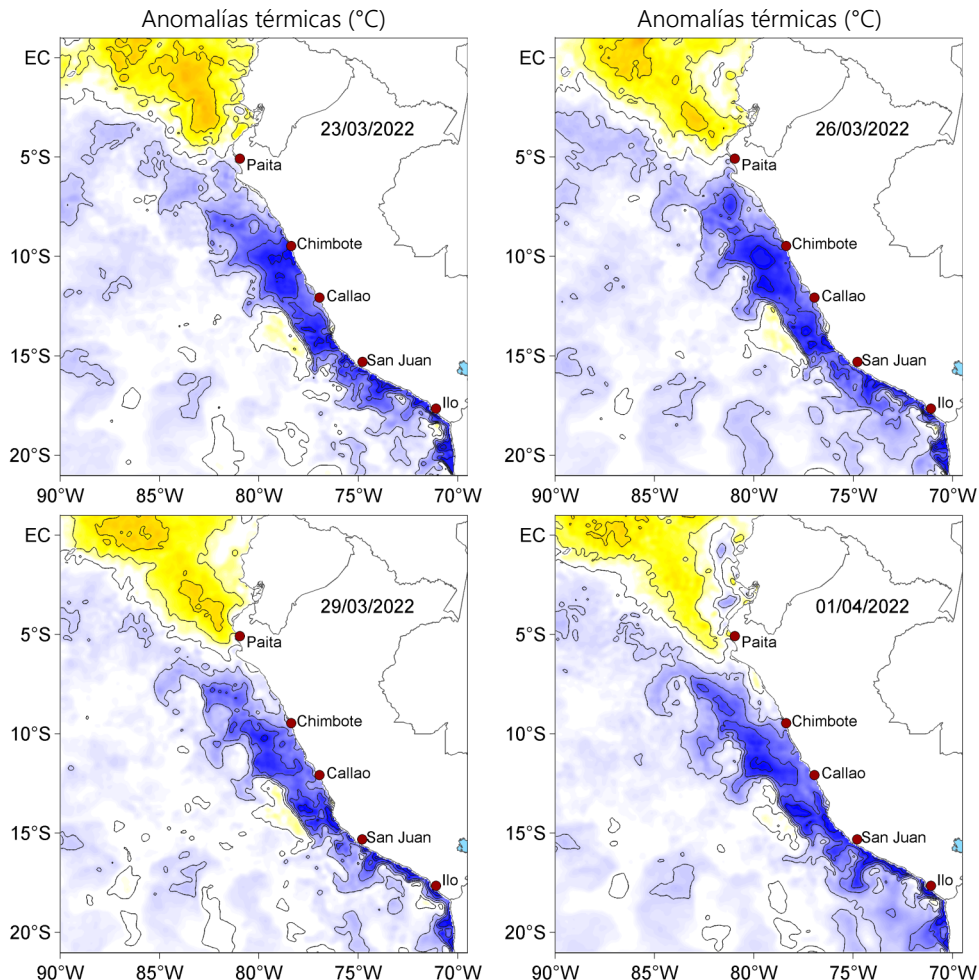 Anomalías térmicas (°C)
Anomalías térmicas (°C)
EC
5°S
10°S
15°S
20°S
23/03/2022
Paita
Chimbote
Callao
San Juan
Ilo
90°W
85°W
80°W
75°W
70°W
EC
5°S
10°S
15°S
20°S
26/03/2022
Paita
Chimbote
Callao
San Juan
Ilo
90°W
85°W
80°W
75°W
70°W
EC
5°S
10°S
15°S
20°S
29/03/2022
Paita
Chimbote
Callao
San Juan
Ilo
90°W
85°W
80°W
75°W
70°W
EC
5°S
10°S
15°S
20°S
01/04/2022
Paita
Chimbote
Callao
San Juan
Ilo
90°W
85°W
80°W
75°W
70°W